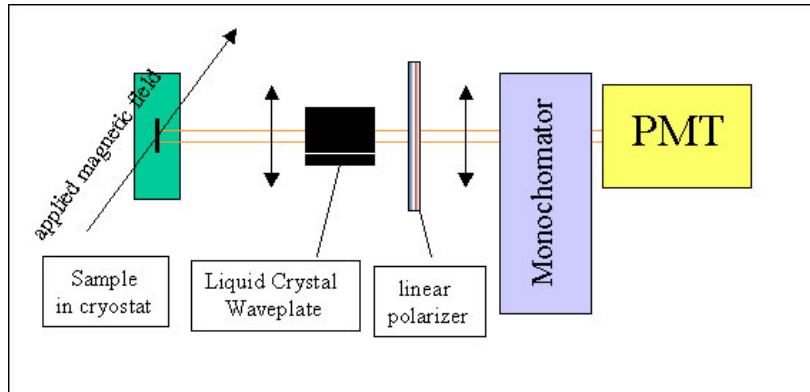 applied magnetic field
Sample
in cryostat
Liquid Crystal
Waveplate
linear
polarizer
Monochomator
PMT